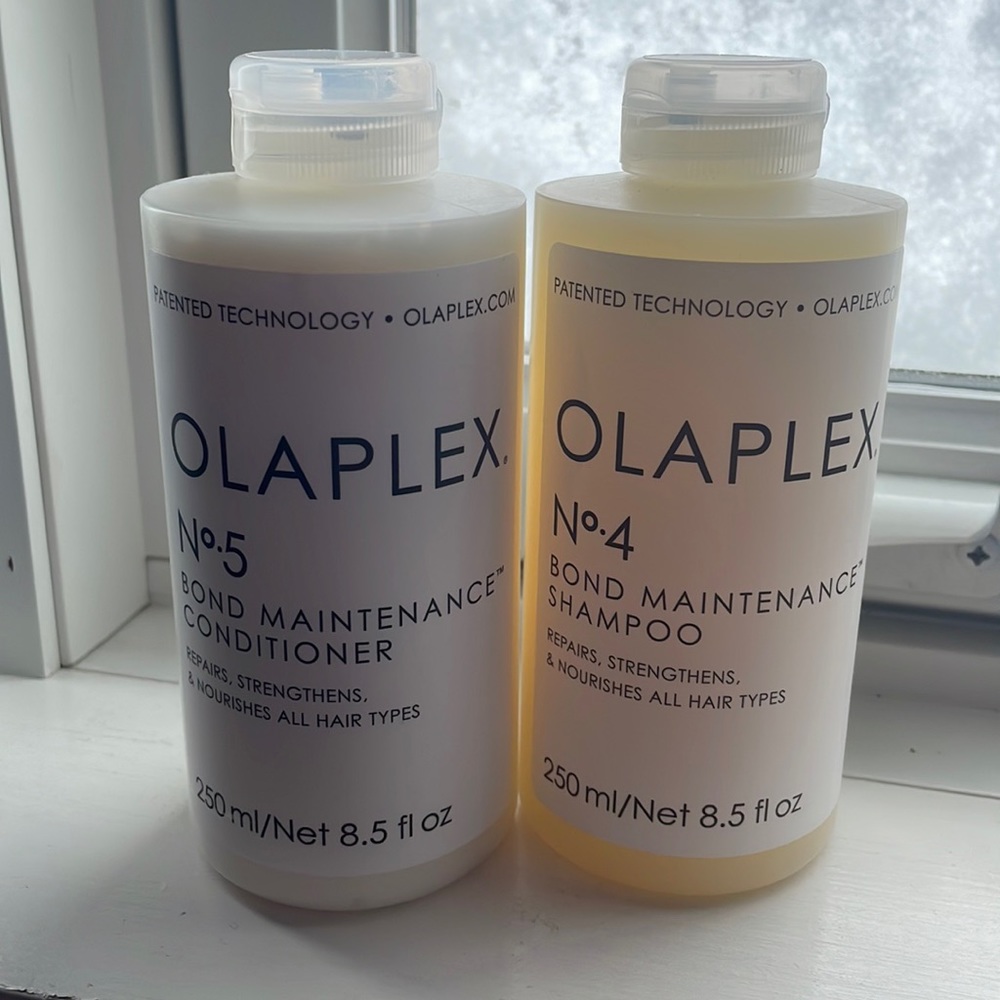 PATENTED TECHNOLOGY • OLAPLEX.COM
OLAPLEX.
Nº.5
BOND MAINTENANCE™
CONDITIONER
REPAIRS, STRENGTHENS,
& NOURISHES ALL HAIR TYPES
250 ml/Net 8.5 fl oz
PATENTED TECHNOLOGY • OLAPLEX.CO
OLAPLEX.
Nº.4
BOND MAINTENANCE™
SHAMPOO
REPAIRS, STRENGTHENS,
& NOURISHES ALL HAIR TYPES
250 ml/Net 8.5 fl oz